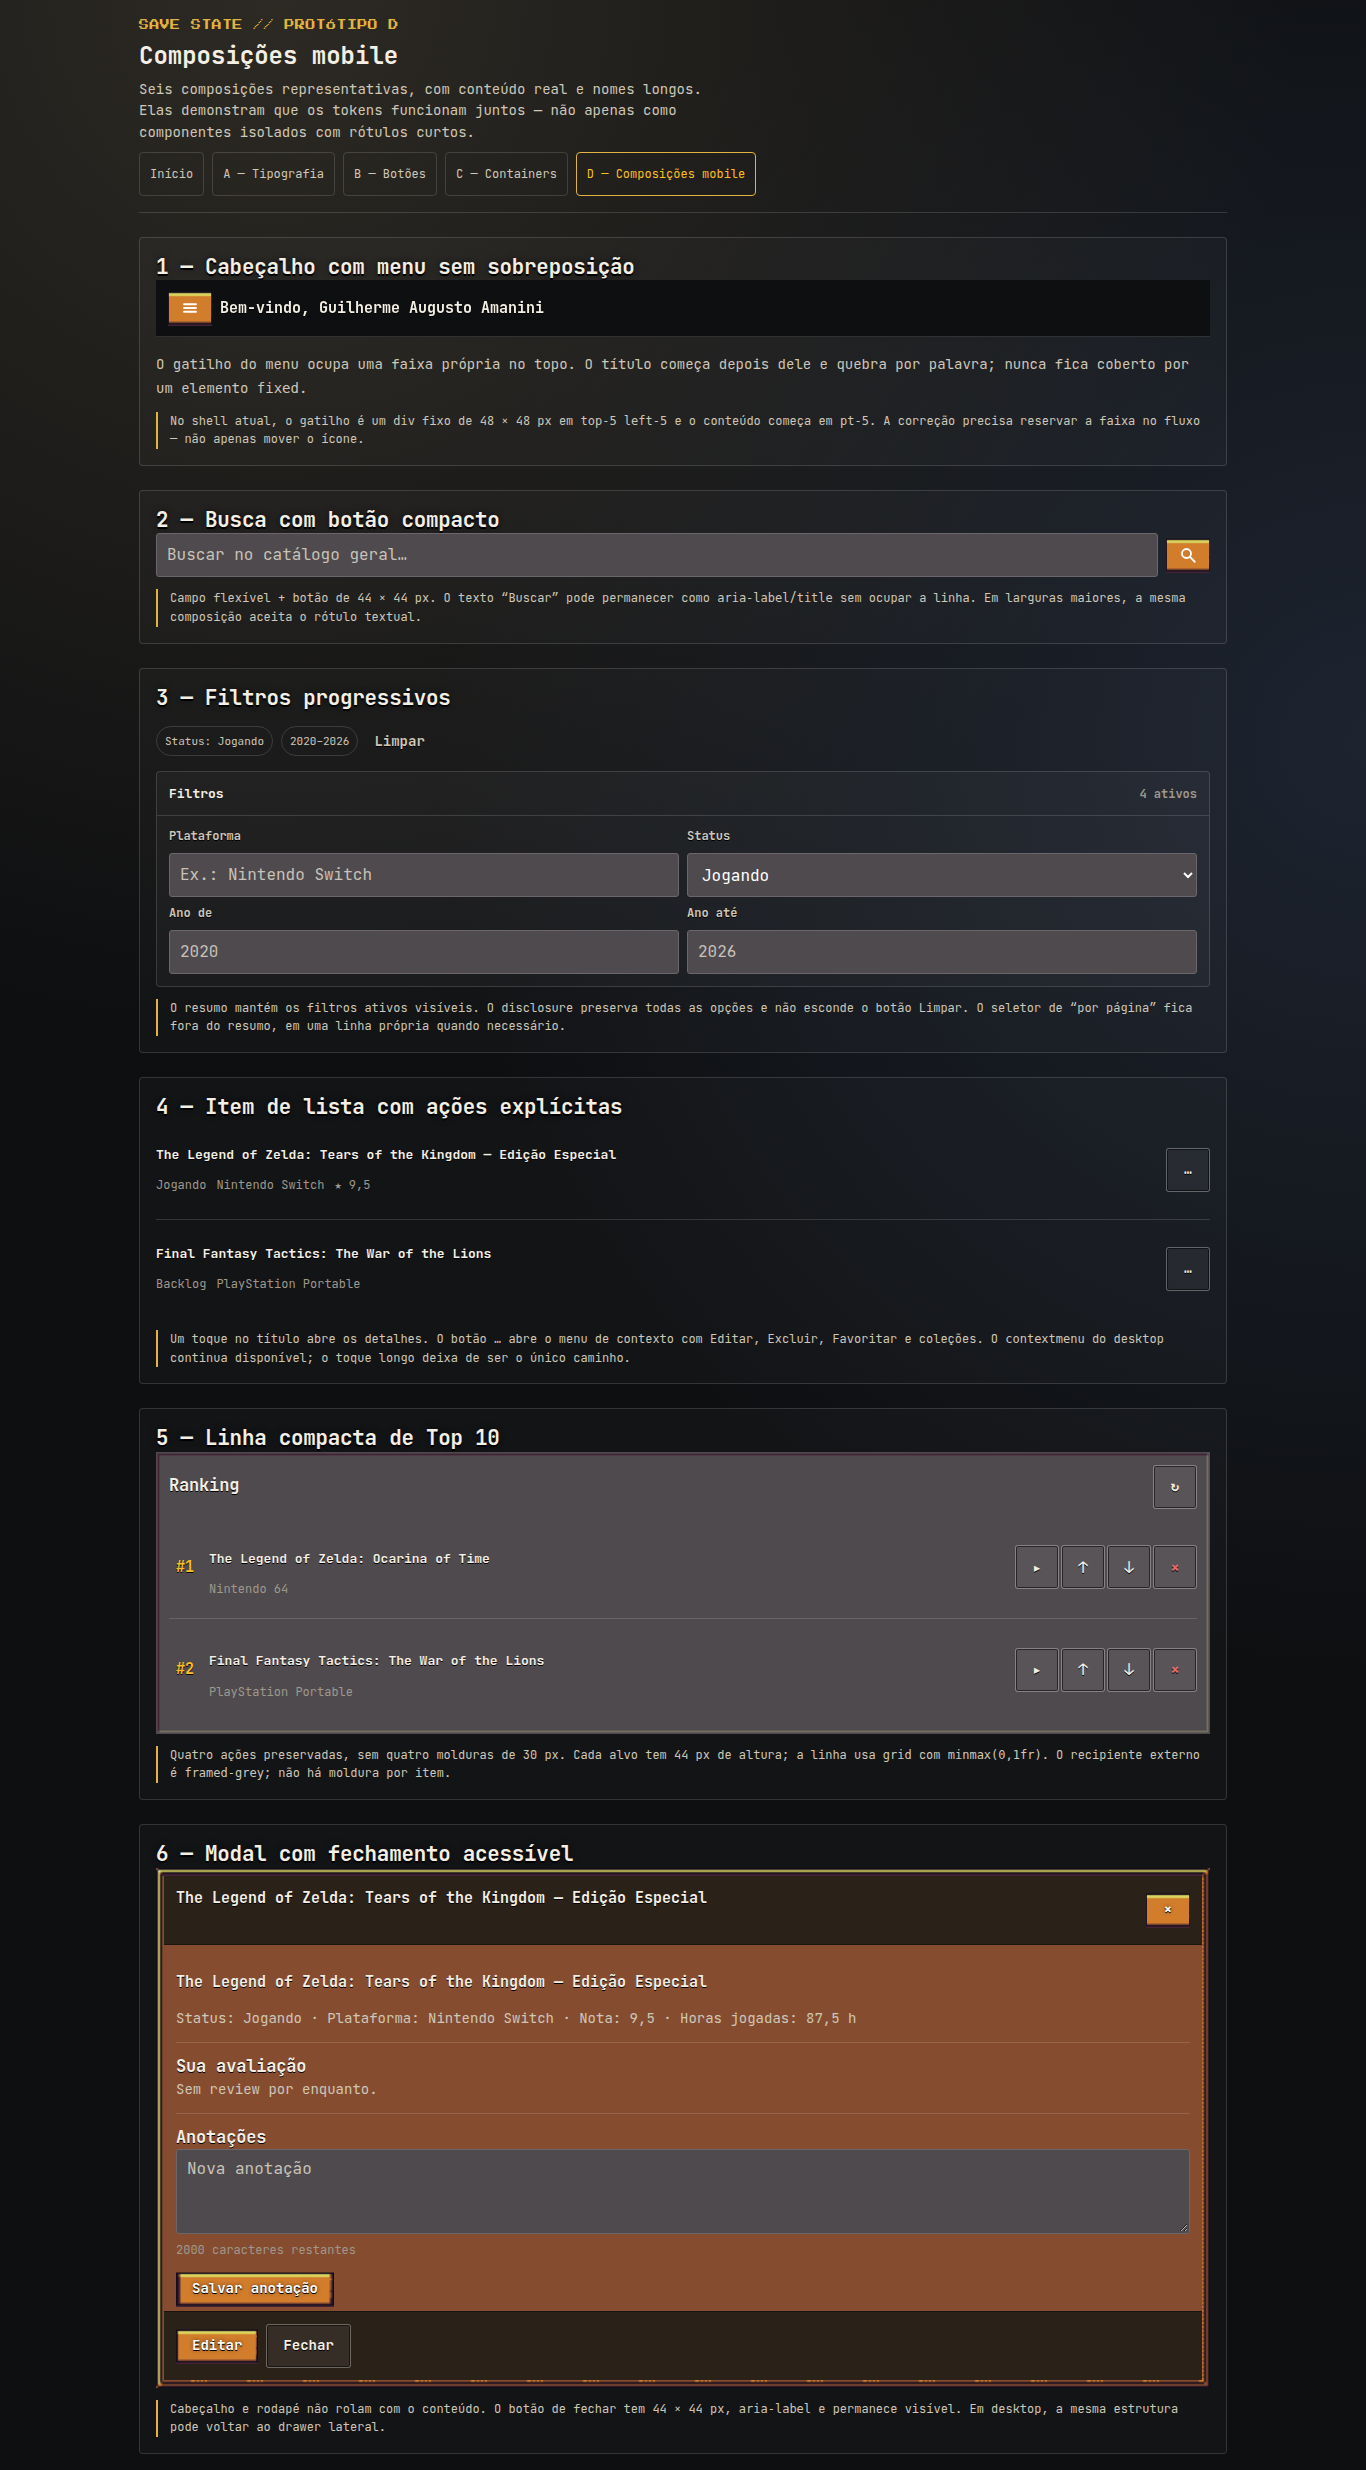 SAVE STATE // PROTóTIPO D
Composições mobile
Seis composições representativas, com conteúdo real e nomes longos.
Elas demonstram que os tokens funcionam juntos — não apenas como
componentes isolados com rótulos curtos.
Início
A — Tipografia
B — Botões
C — Containers
D — Composições mobile
1 — Cabeçalho com menu sem sobreposição
Bem-vindo, Guilherme Augusto Amanini
O gatilho do menu ocupa uma faixa própria no topo. O título começa depois dele e quebra por palavra; nunca fica coberto por
um elemento fixed.
No shell atual, o gatilho é um div fixo de 48 × 48 px em top-5 left-5 e o conteúdo começa em pt-5. A correção precisa reservar a faixa no fluxo
— não apenas mover o ícone.
2 — Busca com botão compacto
Buscar no catálogo geral…
Campo flexível + botão de 44 × 44 px. O texto “Buscar” pode permanecer como aria-label/title sem ocupar a linha. Em larguras maiores, a mesma
composição aceita o rótulo textual.
3 — Filtros progressivos
Status: Jogando
2020–2026
Limpar
Filtros
4 ativos
Plataforma
Status
Ex.: Nintendo Switch
Jogando
Ano de
Ano até
2020
2026
O resumo mantém os filtros ativos visíveis. O disclosure preserva todas as opções e não esconde o botão Limpar. O seletor de “por página” fica
fora do resumo, em uma linha própria quando necessário.
4 — Item de lista com ações explícitas
The Legend of Zelda: Tears of the Kingdom — Edição Especial
…
Jogando Nintendo Switch ★ 9,5
Final Fantasy Tactics: The War of the Lions
…
Backlog PlayStation Portable
Um toque no título abre os detalhes. O botão … abre o menu de contexto com Editar, Excluir, Favoritar e coleções. O contextmenu do desktop
continua disponível; o toque longo deixa de ser o único caminho.
5 — Linha compacta de Top 10
Ranking
↻
#1
The Legend of Zelda: Ocarina of Time
Nintendo 64
▸ ↑ ↓ ×
#2
Final Fantasy Tactics: The War of the Lions
PlayStation Portable
▸ ↑ ↓ ×
Quatro ações preservadas, sem quatro molduras de 30 px. Cada alvo tem 44 px de altura; a linha usa grid com minmax(0,1fr). O recipiente externo
é framed-grey; não há moldura por item.
6 — Modal com fechamento acessível
The Legend of Zelda: Tears of the Kingdom — Edição Especial
×
The Legend of Zelda: Tears of the Kingdom — Edição Especial
Status: Jogando · Plataforma: Nintendo Switch · Nota: 9,5 · Horas jogadas: 87,5 h
Sua avaliação
Sem review por enquanto.
Anotações
Nova anotação
2000 caracteres restantes
Salvar anotação
Editar
Fechar
Cabeçalho e rodapé não rolam com o conteúdo. O botão de fechar tem 44 × 44 px, aria-label e permanece visível. Em desktop, a mesma estrutura
pode voltar ao drawer lateral.